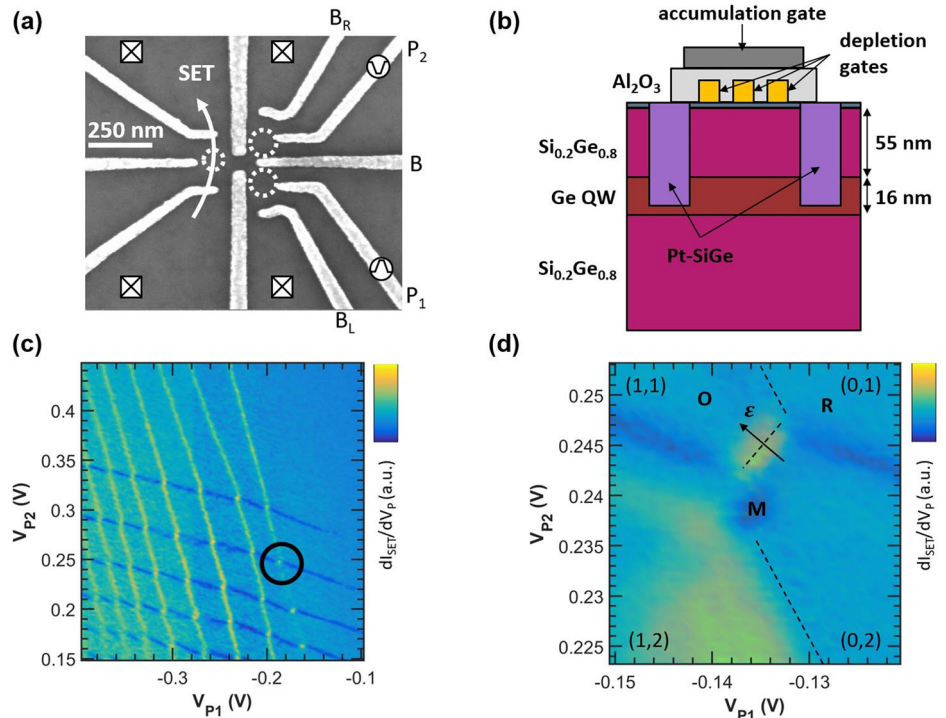 (a)
B_R
P_2
SET
250 nm
B
P_1
B_L
(b)
accumulation gate
depletion
gates
Al₂O₃
Si₀.₂Ge₀.₈
55 nm
Ge QW
16 nm
Pt-SiGe
Si₀.₂Ge₀.₈
(c)
0.4
0.35
0.3
0.25
0.2
0.15
V_P2 (V)
-0.3
-0.2
-0.1
V_P1 (V)
dI_SET/dV_P (a.u.)
(d)
(1,1)
O
(0,1)
R
ε
M
(1,2)
(0,2)
0.25
0.245
0.24
0.235
0.23
0.225
V_P2 (V)
-0.15
-0.14
-0.13
V_P1 (V)
dI_SET/dV_P (a.u.)